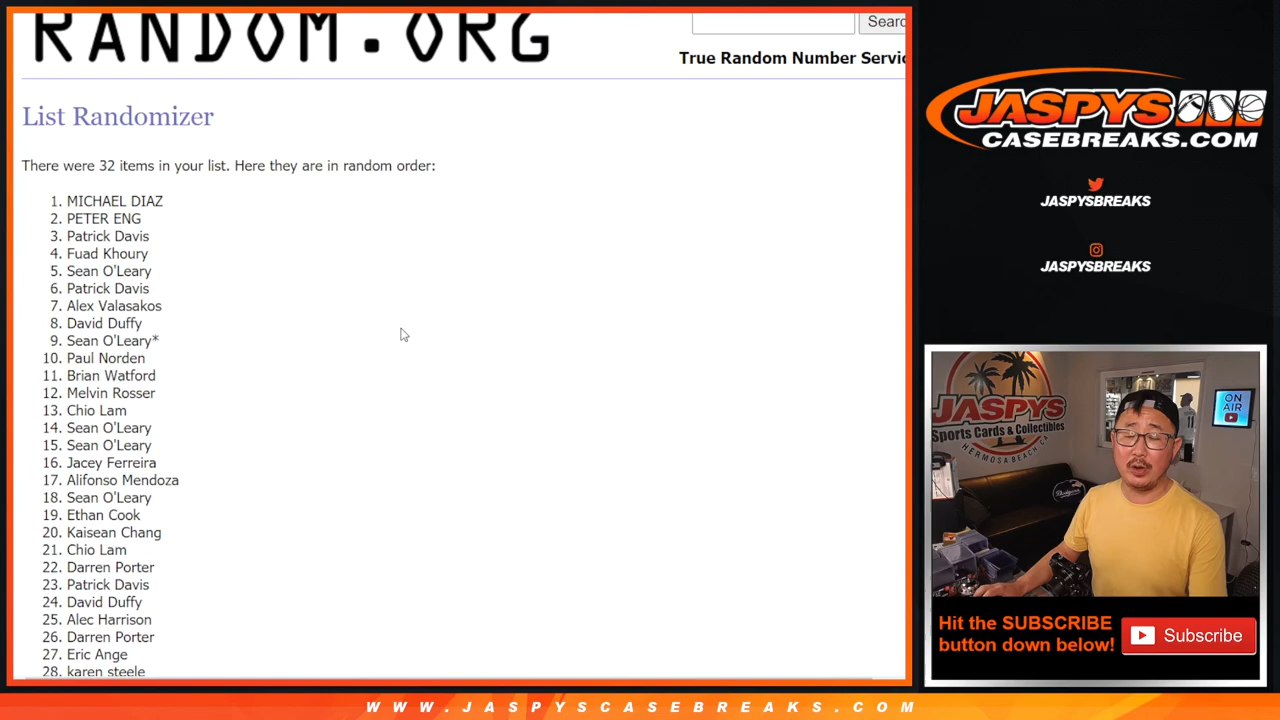 RANDOM.ORG
Searc
True Random Number Servic
List Randomizer
There were 32 items in your list. Here they are in random order:
1. MICHAEL DIAZ
2. PETER ENG
3. Patrick Davis
4. Fuad Khoury
5. Sean O'Leary
6. Patrick Davis
7. Alex Valasakos
8. David Duffy
9. Sean O'Leary*
10. Paul Norden
11. Brian Watford
12. Melvin Rosser
13. Chio Lam
14. Sean O'Leary
15. Sean O'Leary
16. Jacey Ferreira
17. Alifonso Mendoza
18. Sean O'Leary
19. Ethan Cook
20. Kaisean Chang
21. Chio Lam
22. Darren Porter
23. Patrick Davis
24. David Duffy
25. Alec Harrison
26. Darren Porter
27. Eric Ange
28. karen steele
JASPYS
CASEBREAKS.COM
JASPYSBREAKS
JASPYSBREAKS
JASPYS
Sports Cards & Collectibles
HERMOSA BEACH CA
ON
AIR
Dodgers
Hit the SUBSCRIBE
button down below!
Subscribe
WWW.JASPYSCASEBREAKS.COM